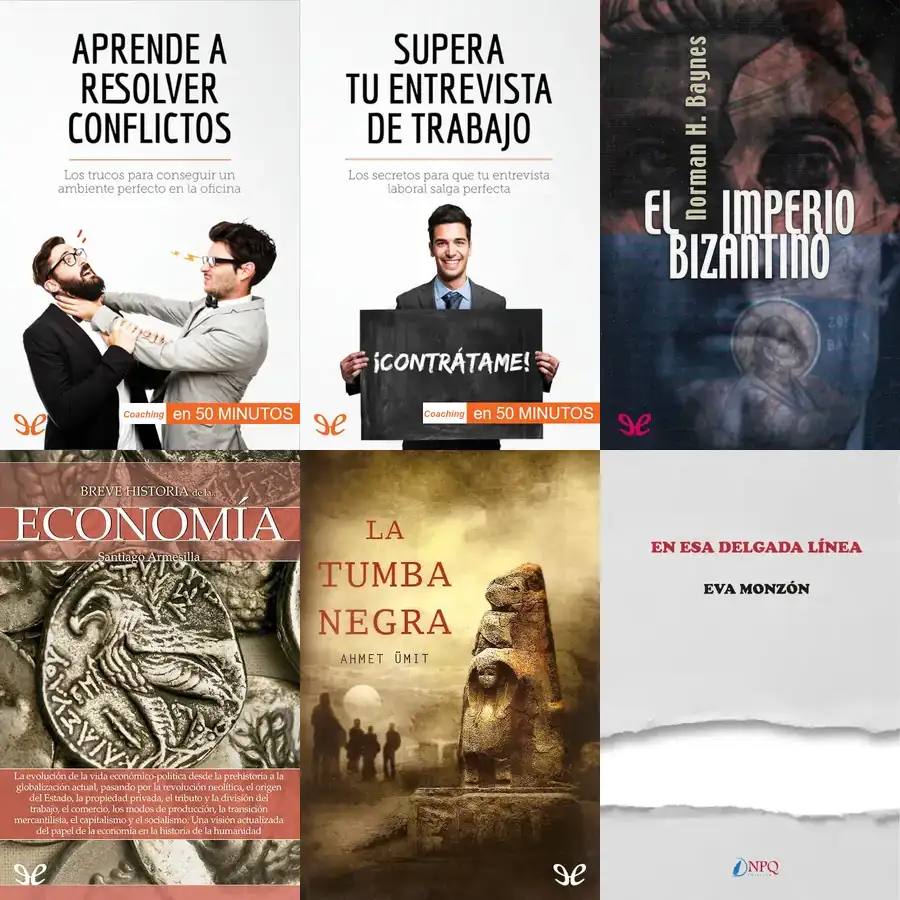 APRENDE A
RESOLVER
CONFLICTOS
Los trucos para conseguir un
ambiente perfecto en la oficina
Coaching en 50 MINUTOS
SUPERA
TU ENTREVISTA
DE TRABAJO
Los secretos para que tu entrevista
laboral salga perfecta
¡CONTRÁTAME!
Coaching en 50 MINUTOS
Norman H. Baynes
EL IMPERIO
BIZANTINO
BREVE HISTORIA de la...
ECONOMÍA
Santiago Armesilla
La evolución de la vida económico-política desde la prehistoria a la
globalización actual, pasando por la revolución neolítica, el origen
del Estado, la propiedad privada, el tributo y la división del
trabajo, el comercio, los modos de producción, la transición
mercantilista, el capitalismo y el socialismo. Una visión actualizada
del papel de la economía en la historia de la humanidad
LA
TUMBA
NEGRA
AHMET ÜMIT
EN ESA DELGADA LÍNEA
EVA MONZÓN
NPQ